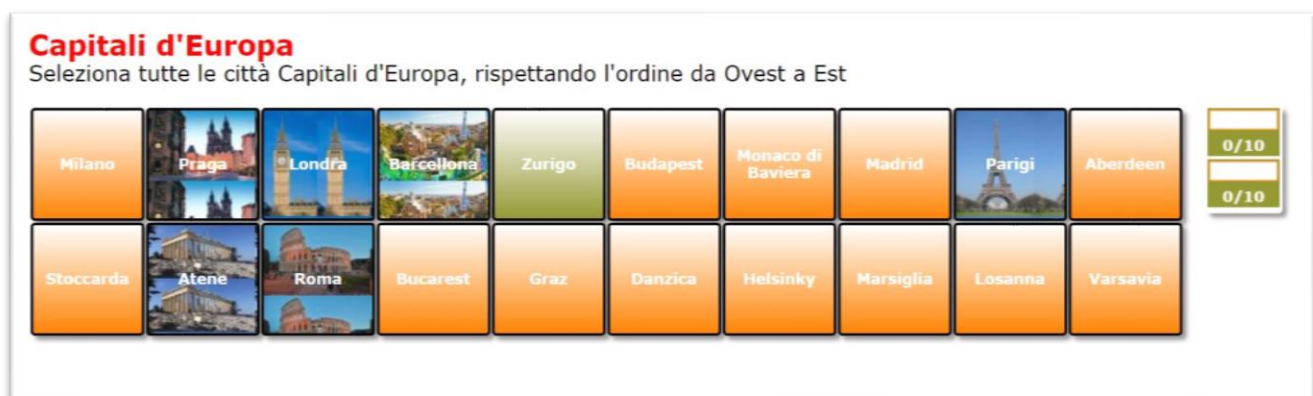 Capitali d'Europa
Seleziona tutte le città Capitali d'Europa, rispettando l'ordine da Ovest a Est
Milano
Praga
Londra
Barcellona
Zurigo
Budapest
Monaco di
Baviera
Madrid
Parigi
Aberdeen
0/10
0/10
Stoccarda
Atene
Roma
Bucarest
Graz
Danzica
Helsinky
Marsiglia
Losanna
Varsavia